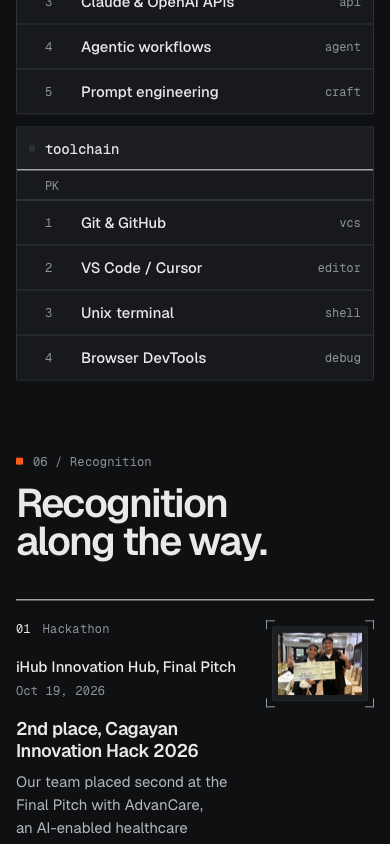 3 Claude & OpenAI APIs api
4 Agentic workflows agent
5 Prompt engineering craft
toolchain
PK
1 Git & GitHub vcs
2 VS Code / Cursor editor
3 Unix terminal shell
4 Browser DevTools debug
06 / Recognition
Recognition
along the way.
01 Hackathon
iHub Innovation Hub, Final Pitch
Oct 19, 2026
2nd place, Cagayan
Innovation Hack 2026
Our team placed second at the
Final Pitch with AdvanCare,
an AI-enabled healthcare